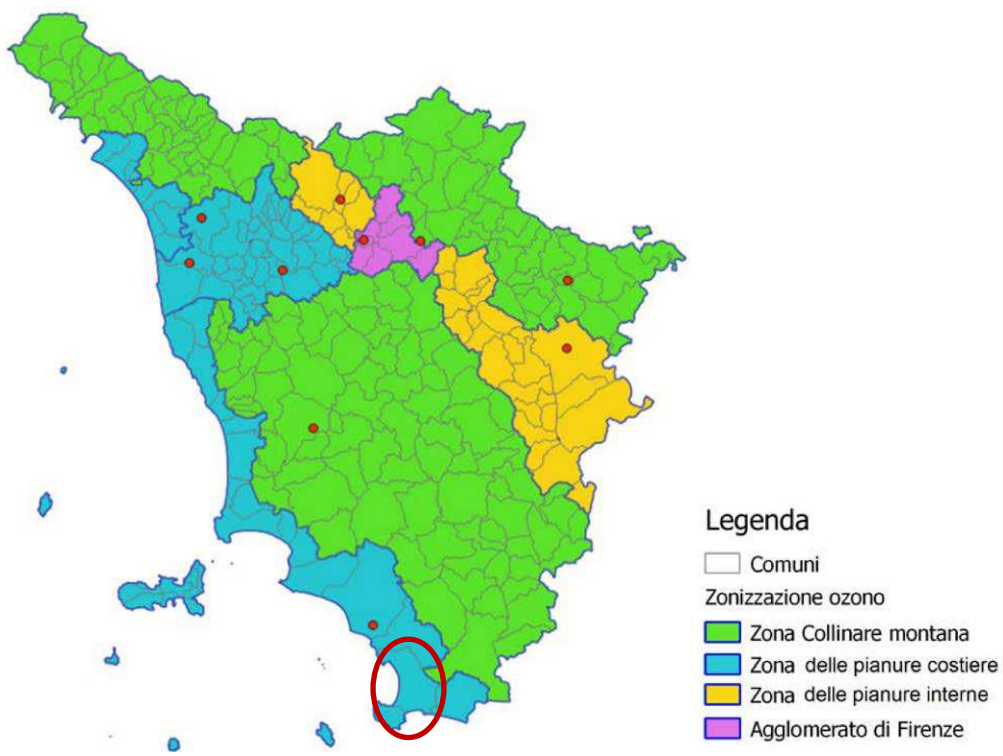 Legenda
Comuni
Zonizzazione ozono
Zona Collinare montana
Zona delle pianure costiere
Zona delle pianure interne
Agglomerato di Firenze